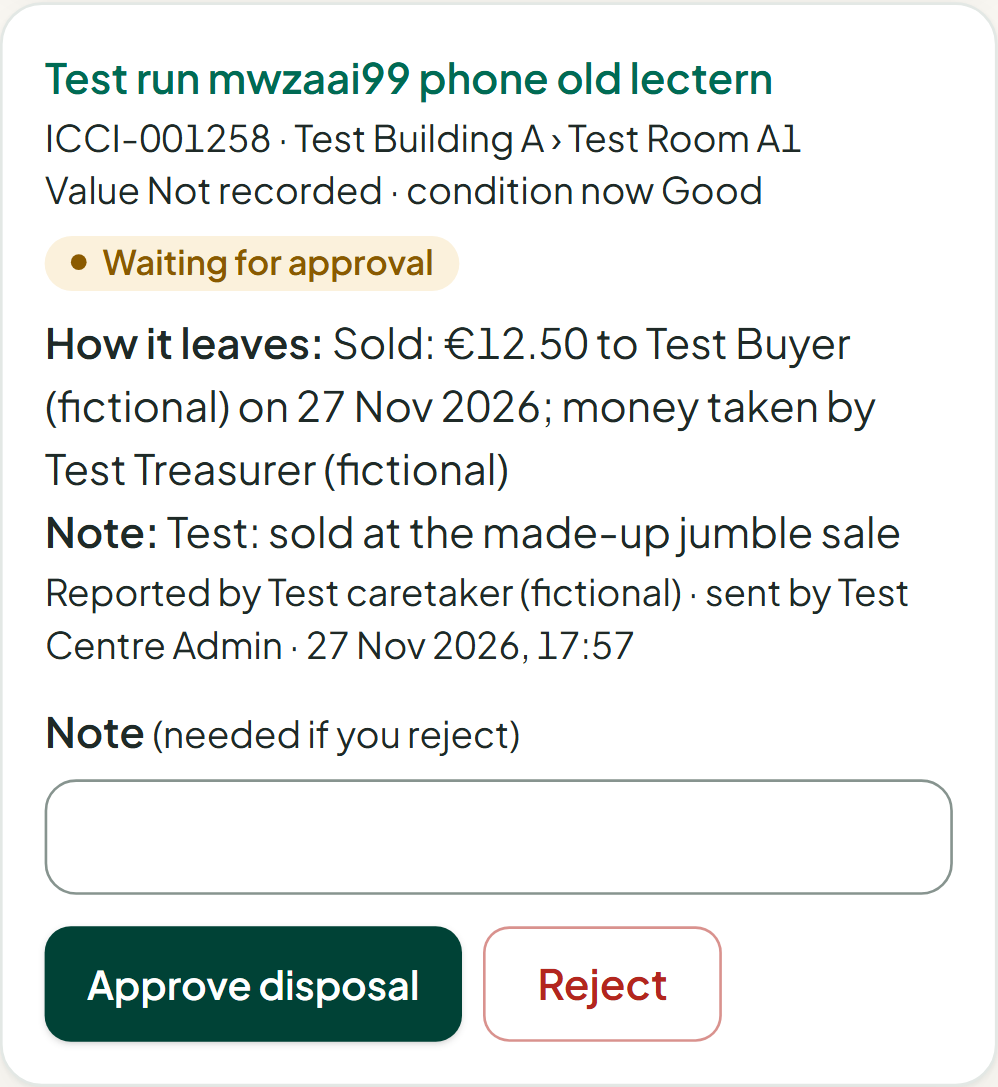 Test run mwzaai99 phone old lectern
ICCI-001258 · Test Building A › Test Room A1
Value Not recorded · condition now Good
Waiting for approval
How it leaves: Sold: €12.50 to Test Buyer
(fictional) on 27 Nov 2026; money taken by
Test Treasurer (fictional)
Note: Test: sold at the made-up jumble sale
Reported by Test caretaker (fictional) · sent by Test
Centre Admin · 27 Nov 2026, 17:57
Note (needed if you reject)
Approve disposal
Reject